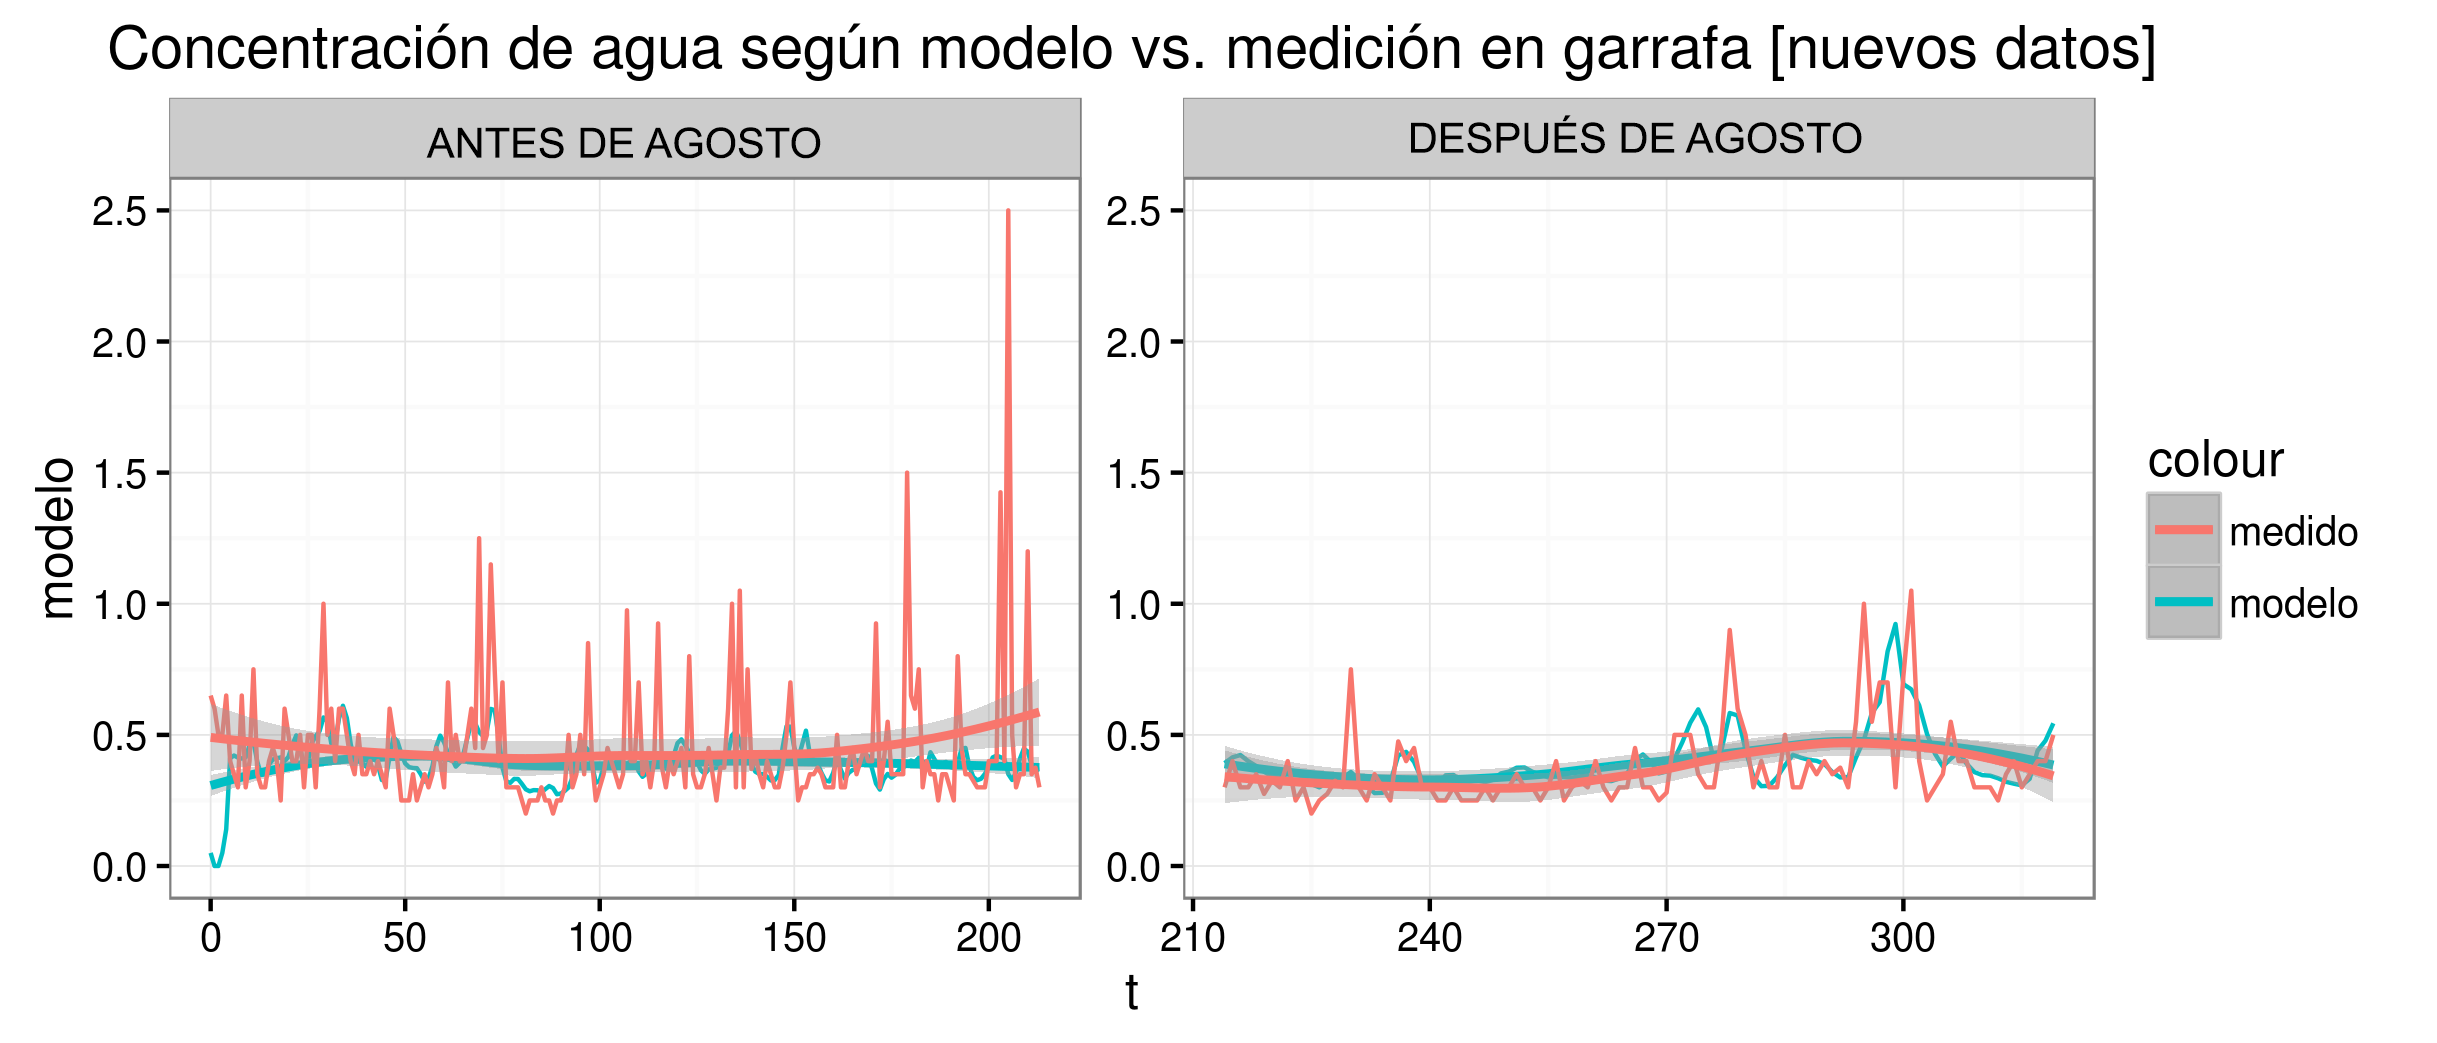 Concentración de agua según modelo vs. medición en garrafa [nuevos datos]
ANTES DE AGOSTO
DESPUÉS DE AGOSTO
modelo
2.5
2.0
1.5
1.0
0.5
0.0
2.5
2.0
1.5
1.0
0.5
0.0
0 50 100 150 200
210 240 270 300
t
colour
medido
modelo